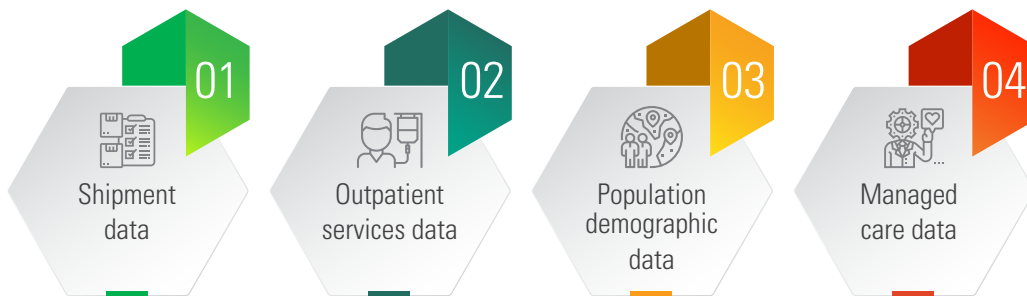 01
Shipment
data
02
Outpatient
services data
03
Population
demographic
data
04
Managed
care data